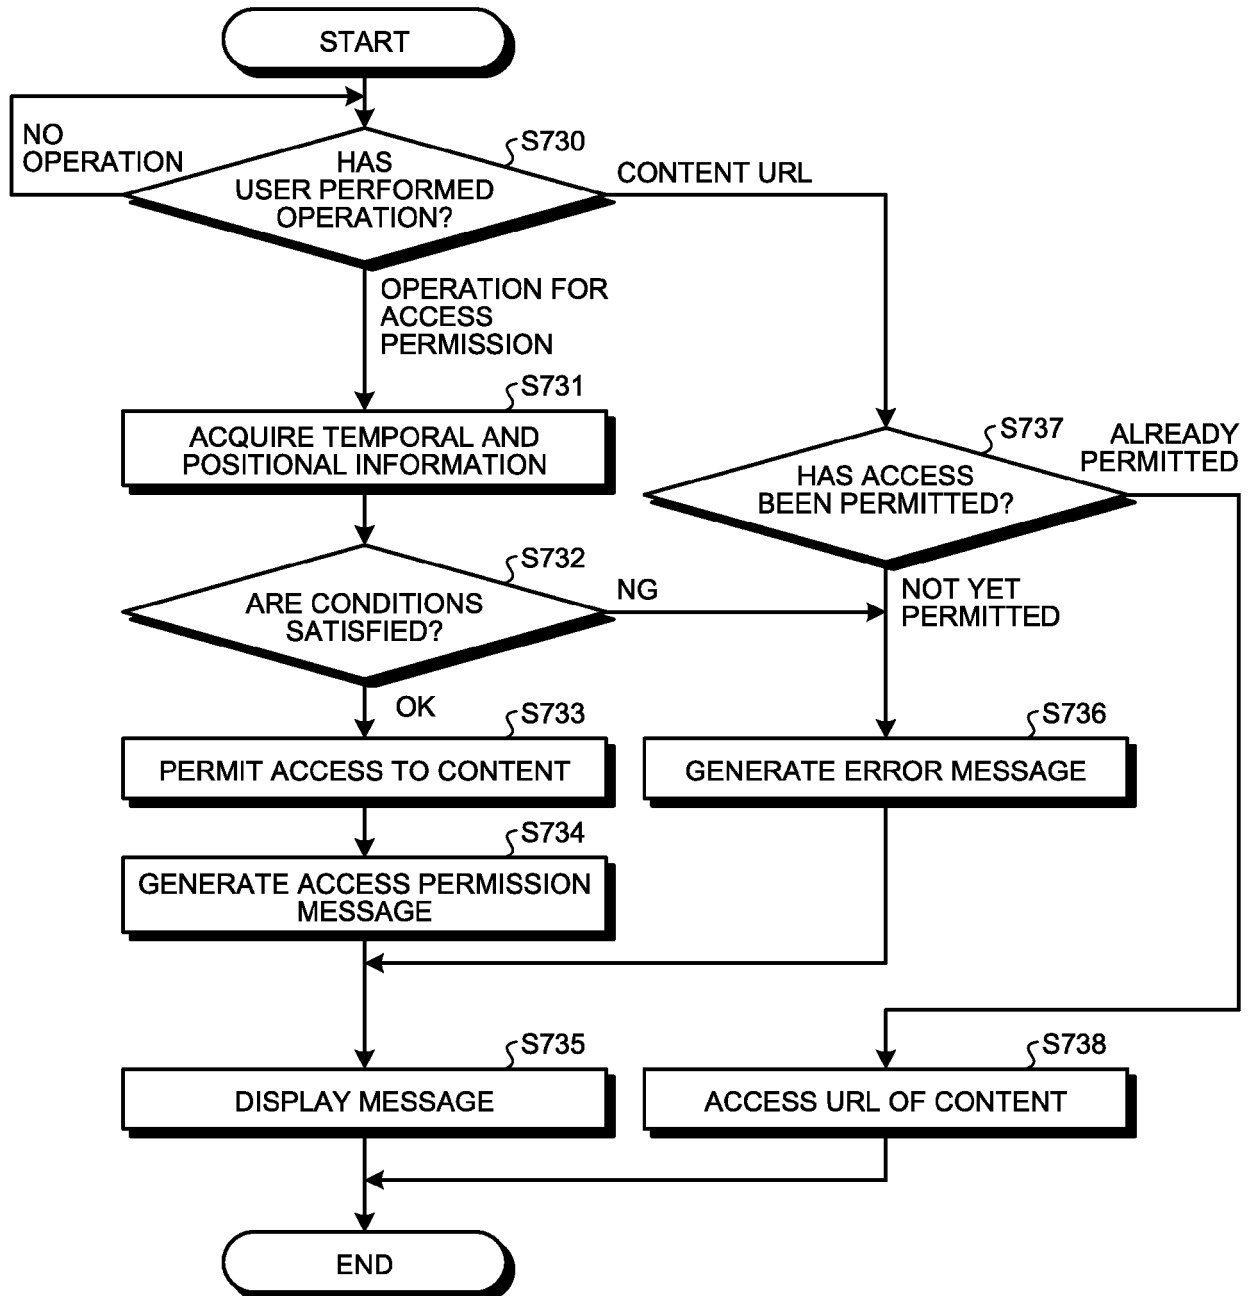 START
NO
OPERATION
S730
HAS
USER PERFORMED
OPERATION?
CONTENT URL
OPERATION FOR
ACCESS
PERMISSION
S731
ACQUIRE TEMPORAL AND
POSITIONAL INFORMATION
S737
ALREADY
PERMITTED
HAS ACCESS
BEEN PERMITTED?
S732
ARE CONDITIONS
SATISFIED?
NG
NOT YET
PERMITTED
OK
S733
PERMIT ACCESS TO CONTENT
S736
GENERATE ERROR MESSAGE
S734
GENERATE ACCESS PERMISSION
MESSAGE
S735
DISPLAY MESSAGE
S738
ACCESS URL OF CONTENT
END